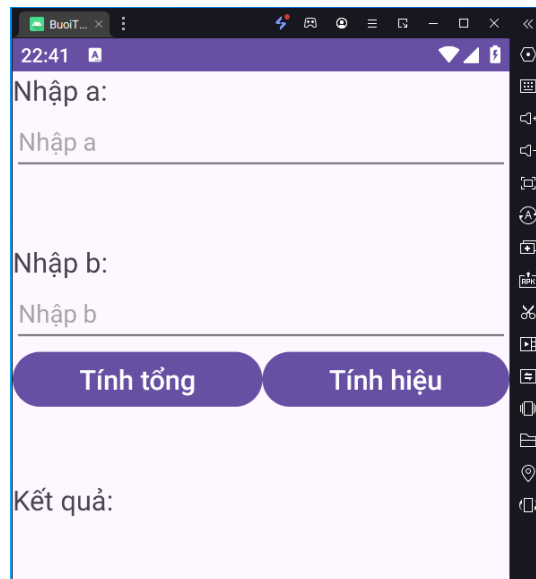 BuoiT...
22:41 A
Nhập a:
Nhập a
Nhập b:
Nhập b
Tính tổng Tính hiệu
Kết quả: